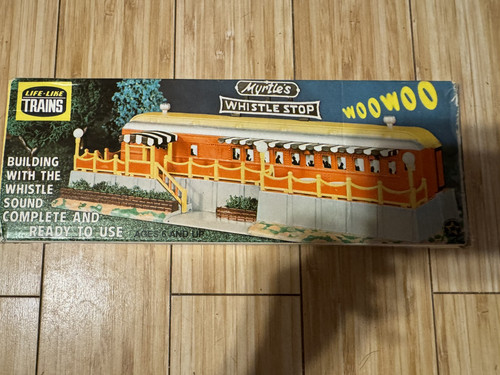 LIFE-LIKE
TRAINS
Myrtle's
WHISTLE STOP
WOOWOO
BUILDING
WITH THE
WHISTLE
SOUND
COMPLETE AND
READY TO USE
AGES 8 AND UP